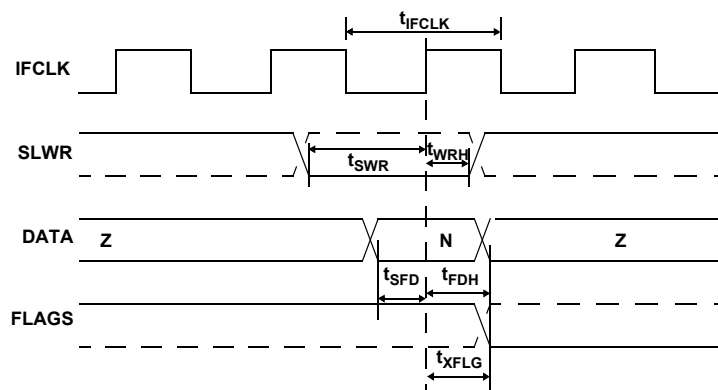 tIFCLK
IFCLK
SLWR
tSWR
tWRH
DATA
Z
N
Z
tSFD
tFDH
FLAGS
tXFLG